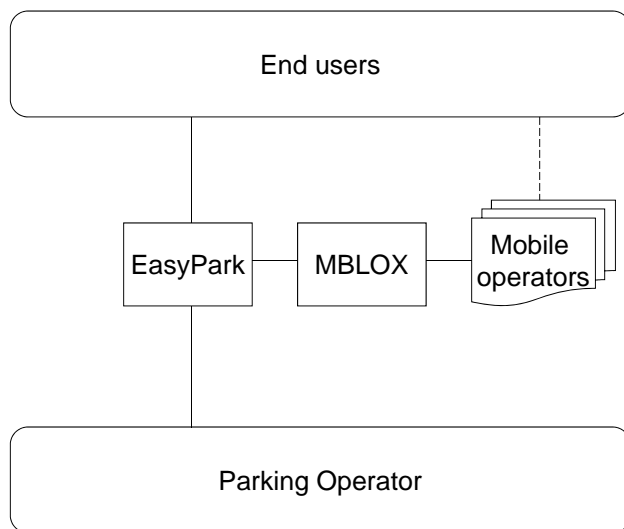 End users
EasyPark
MBLOX
Mobile
operators
Parking Operator